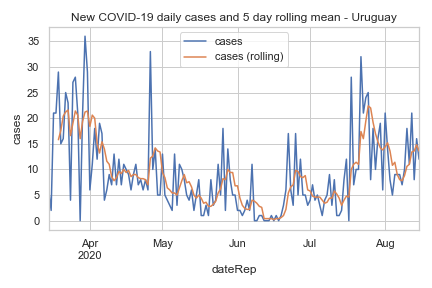 New COVID-19 daily cases and 5 day rolling mean - Uruguay
cases
cases (rolling)
cases
35
30
25
20
15
10
5
0
Apr
2020
May
Jun
Jul
Aug
dateRep